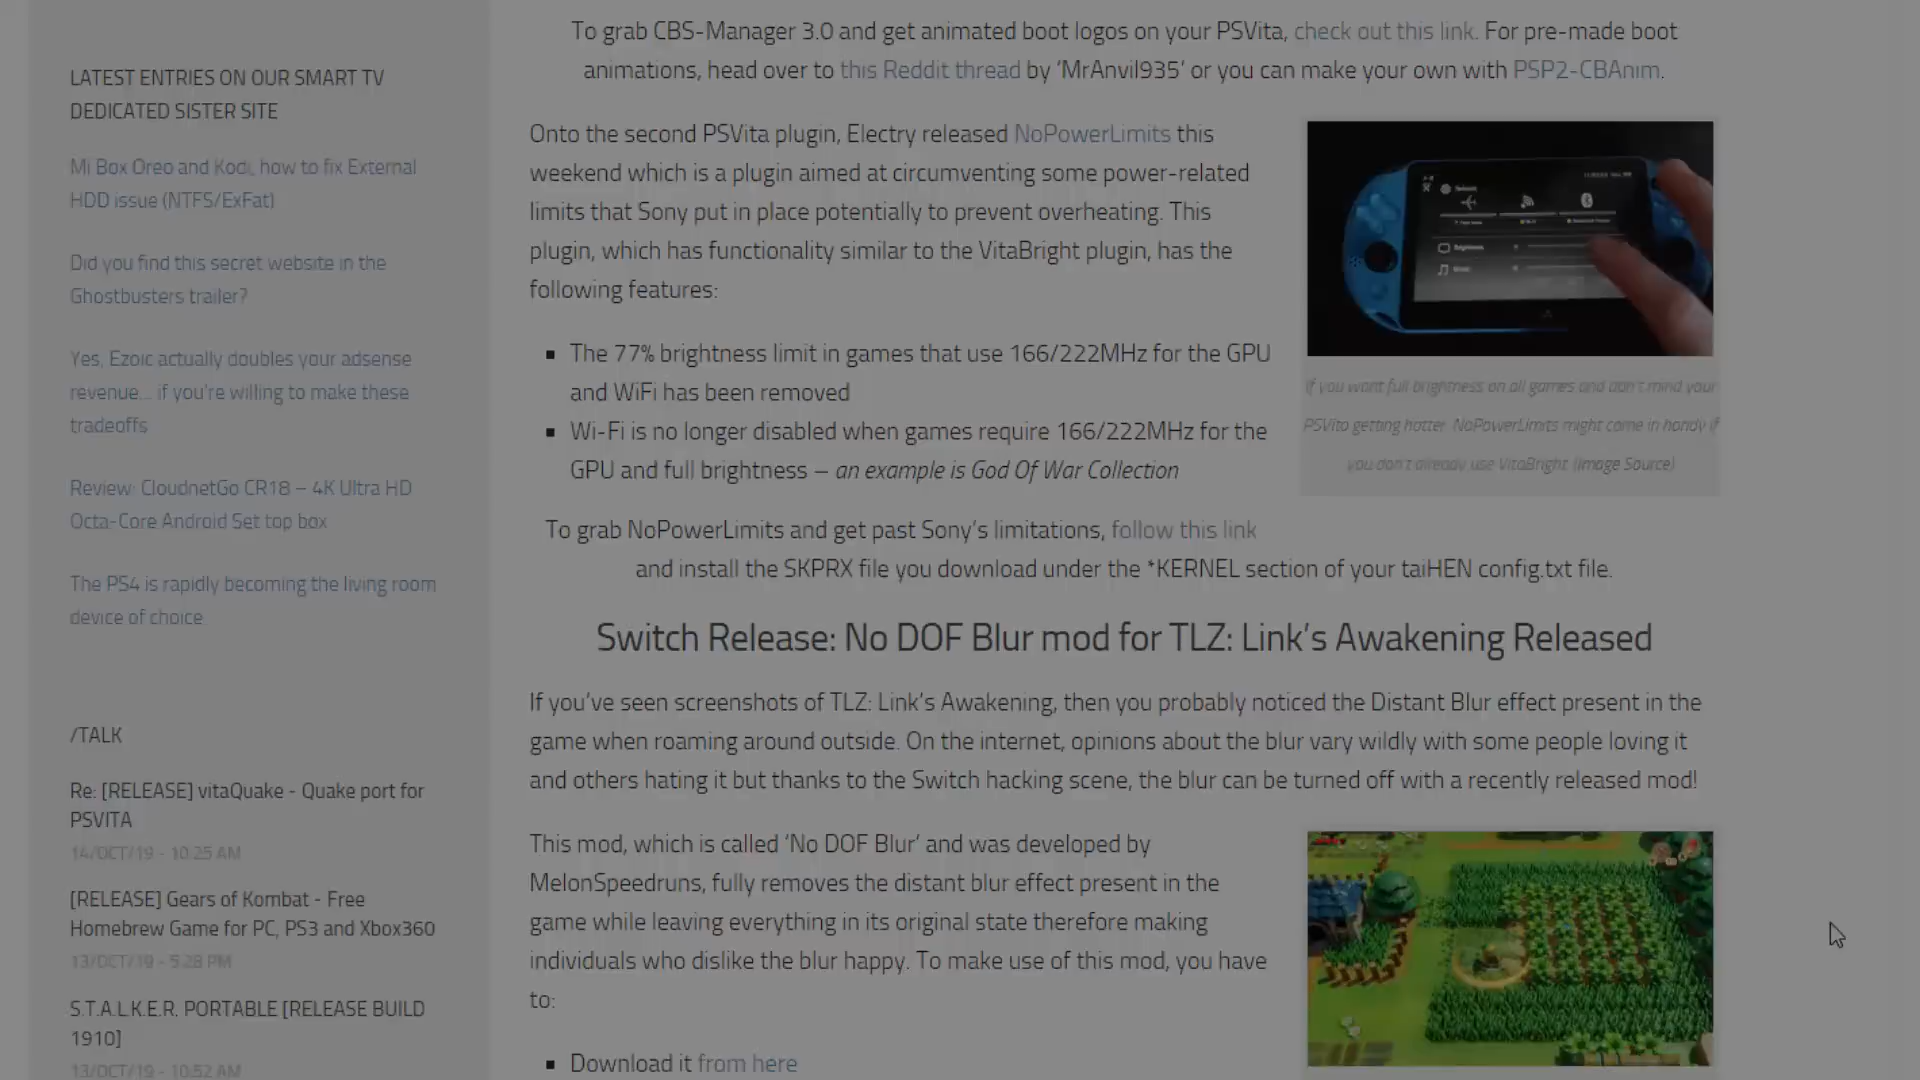 LATEST ENTRIES ON OUR SMART TV
DEDICATED SISTER SITE
Mi Box Oreo and Kodi, how to fix External
HDD issue (NTFS/ExFat)
Did you find this secret website in the
Ghostbusters trailer?
Yes, Ezoic actually doubles your adsense
revenue... if you're willing to make these
tradeoffs
Review: CloudnetGo CR18 – 4K Ultra HD
Octa-Core Android Set top box
The PS4 is rapidly becoming the living room
device of choice
/TALK
Re: [RELEASE] vitaQuake - Quake port for
PSVITA
14/OCT/19 - 10:25 AM
[RELEASE] Gears of Kombat - Free
Homebrew Game for PC, PS3 and Xbox360
13/OCT/19 - 5:28 PM
S.T.A.L.K.E.R. PORTABLE [RELEASE BUILD
1910]
13/OCT/19 - 10:52 AM
To grab CBS-Manager 3.0 and get animated boot logos on your PSVita, check out this link. For pre-made boot
animations, head over to this Reddit thread by ‘MrAnvil935’ or you can make your own with PSP2-CBAnim.
Onto the second PSVita plugin, Electry released NoPowerLimits this
weekend which is a plugin aimed at circumventing some power-related
limits that Sony put in place potentially to prevent overheating. This
plugin, which has functionality similar to the VitaBright plugin, has the
following features:
▪ The 77% brightness limit in games that use 166/222MHz for the GPU
and WiFi has been removed
▪ Wi-Fi is no longer disabled when games require 166/222MHz for the
GPU and full brightness – an example is God Of War Collection
If you want full brightness on all games and don't mind your
PSVita getting hotter, NoPowerLimits might come in handy if
you don't already use VitaBright (Image Source)
To grab NoPowerLimits and get past Sony's limitations, follow this link
and install the SKPRX file you download under the *KERNEL section of your taiHEN config.txt file.
Switch Release: No DOF Blur mod for TLZ: Link's Awakening Released
If you've seen screenshots of TLZ: Link's Awakening, then you probably noticed the Distant Blur effect present in the
game when roaming around outside. On the internet, opinions about the blur vary wildly with some people loving it
and others hating it but thanks to the Switch hacking scene, the blur can be turned off with a recently released mod!
This mod, which is called ‘No DOF Blur’ and was developed by
MelonSpeedruns, fully removes the distant blur effect present in the
game while leaving everything in its original state therefore making
individuals who dislike the blur happy. To make use of this mod, you have
to:
▪ Download it from here